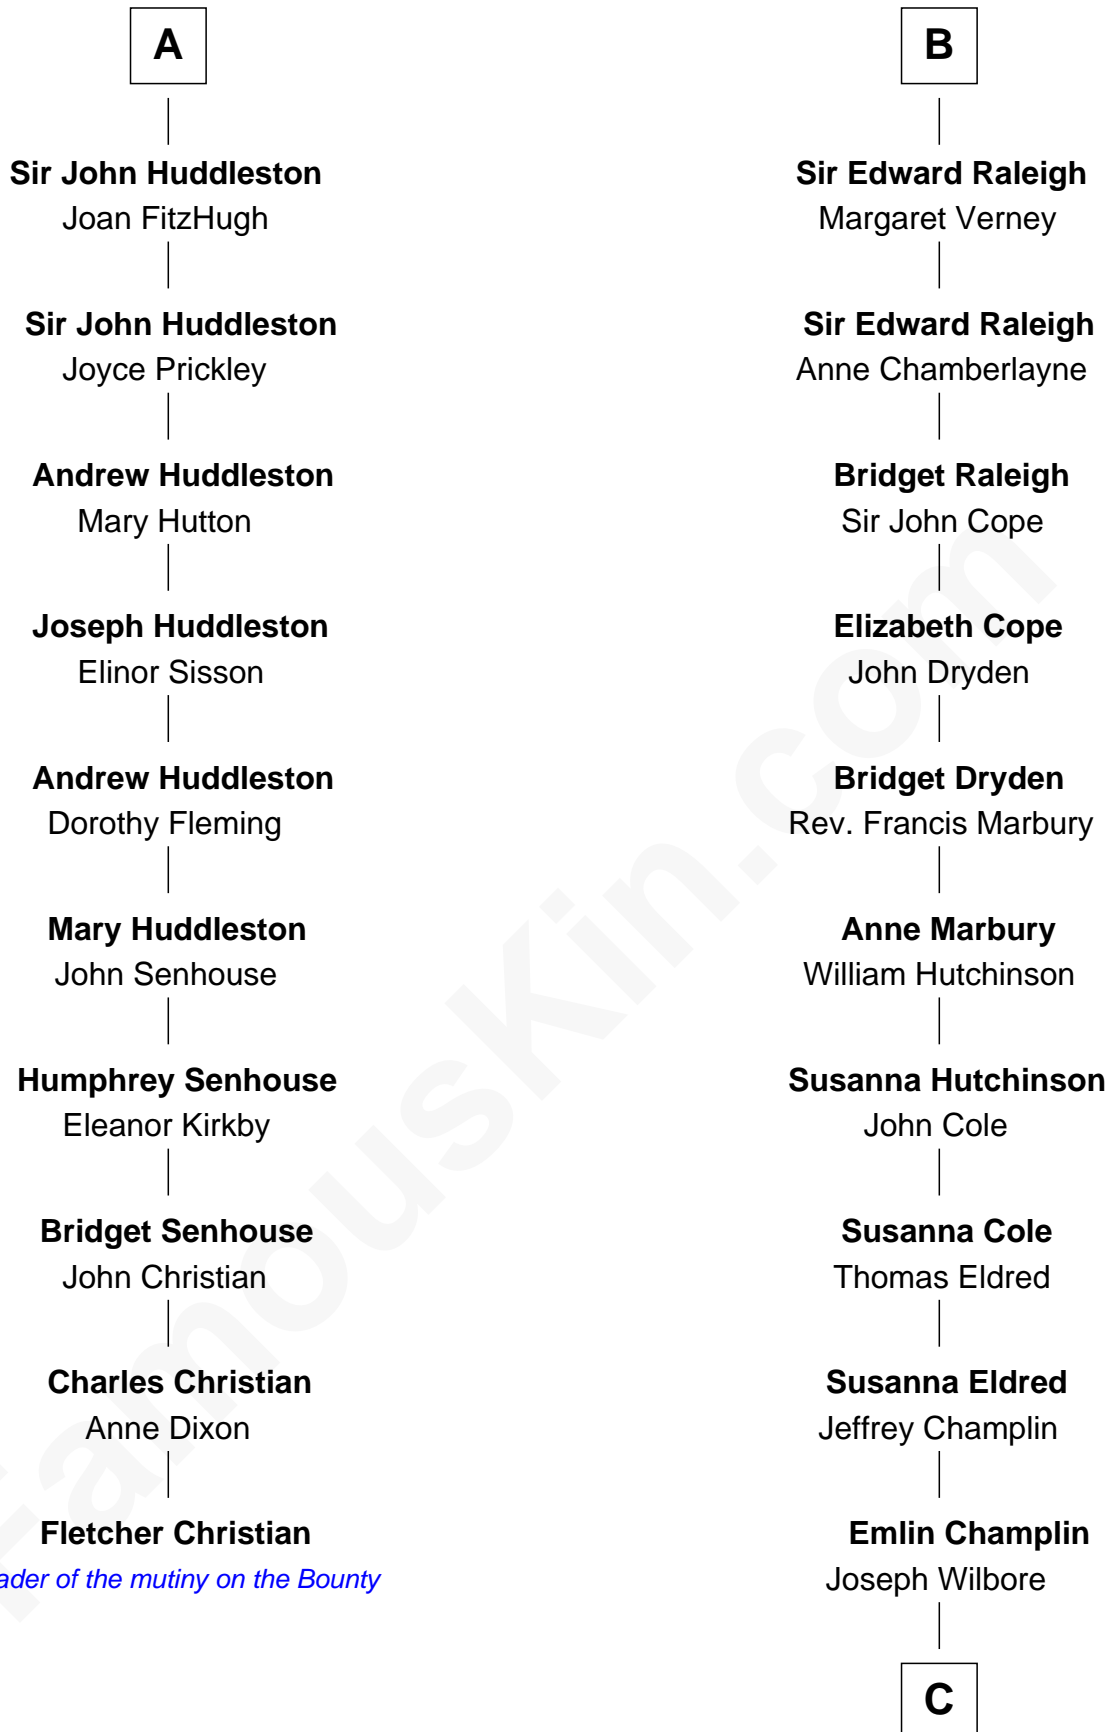 A
Sir John Huddleston
Joan FitzHugh
Sir John Huddleston
Joyce Prickley
Andrew Huddleston
Mary Hutton
Joseph Huddleston
Elinor Sisson
Andrew Huddleston
Dorothy Fleming
Mary Huddleston
John Senhouse
Humphrey Senhouse
Eleanor Kirkby
Bridget Senhouse
John Christian
Charles Christian
Anne Dixon
Fletcher Christian
ader of the mutiny on the Bounty
B
Sir Edward Raleigh
Margaret Verney
Sir Edward Raleigh
Anne Chamberlayne
Bridget Raleigh
Sir John Cope
Elizabeth Cope
John Dryden
Bridget Dryden
Rev. Francis Marbury
Anne Marbury
William Hutchinson
Susanna Hutchinson
John Cole
Susanna Cole
Thomas Eldred
Susanna Eldred
Jeffrey Champlin
Emlin Champlin
Joseph Wilbore
C
FamousKin.com